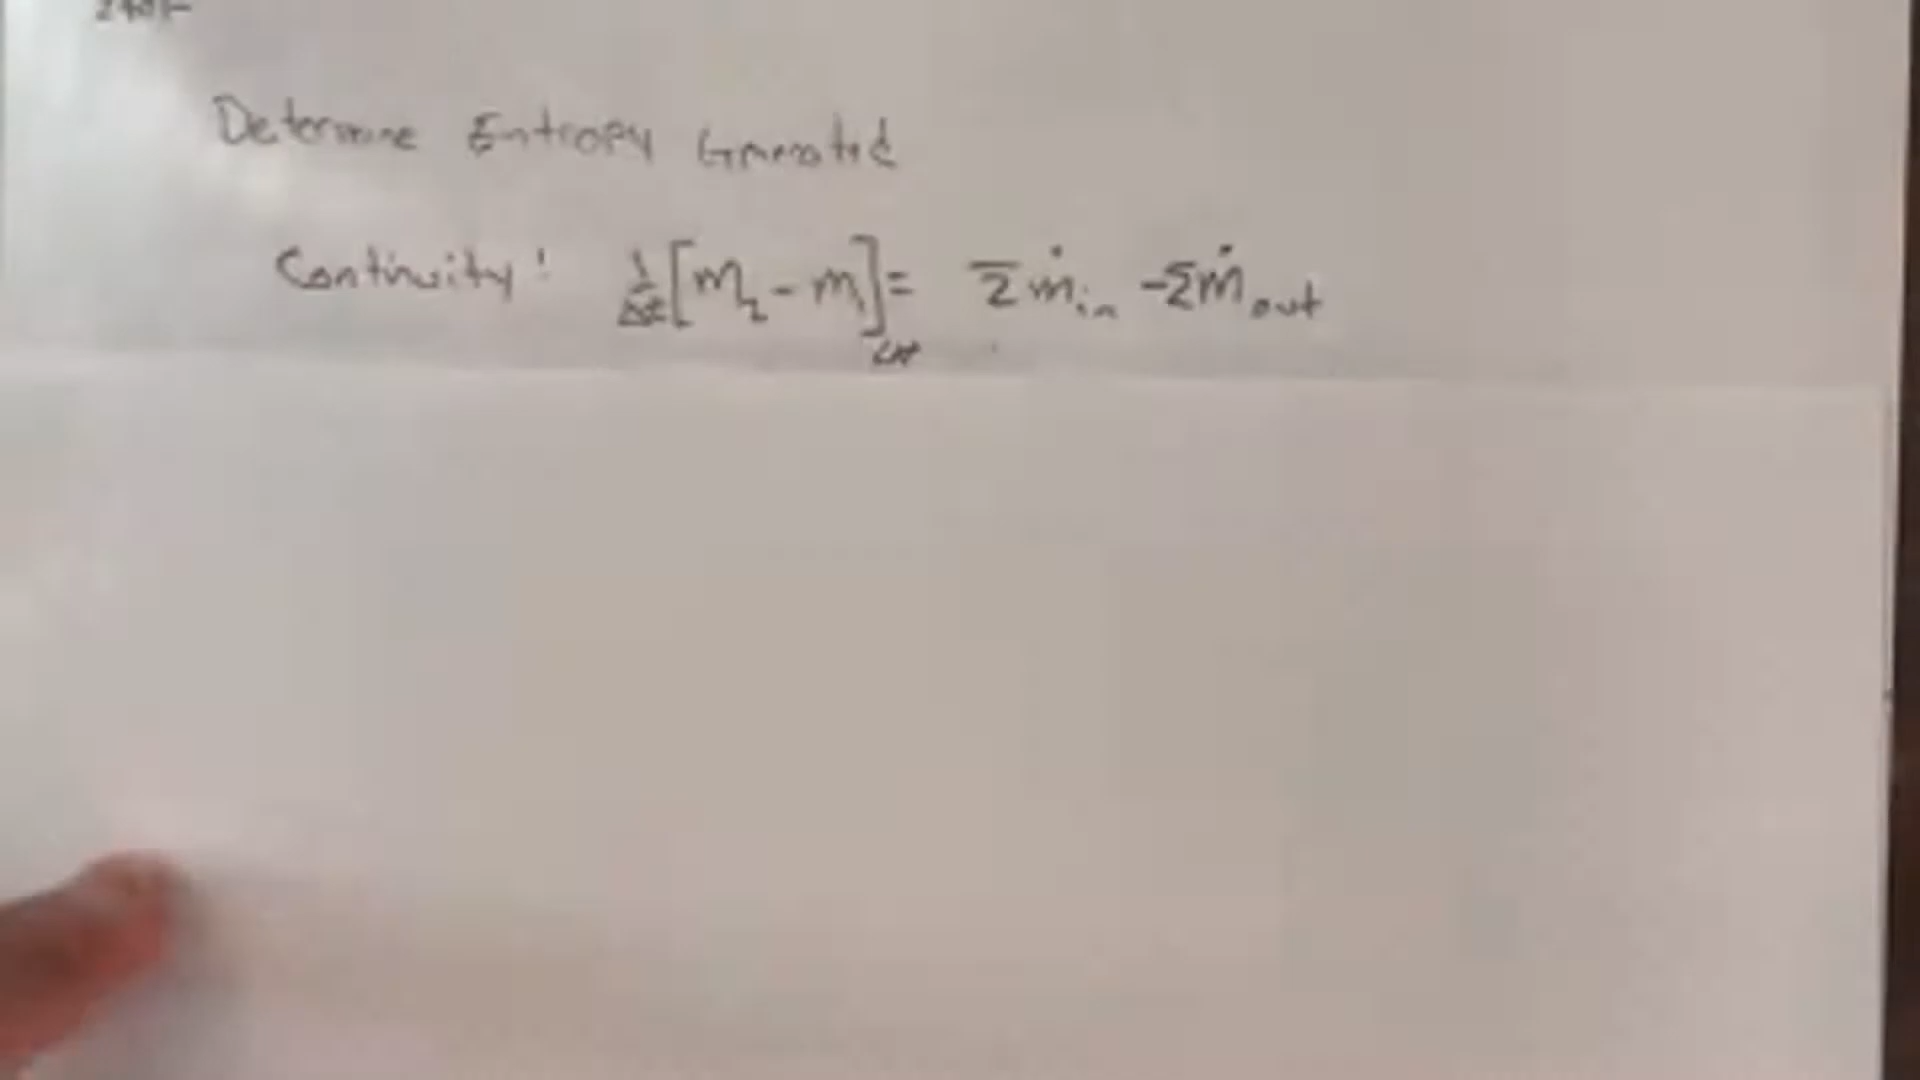 Determine Entropy Generated
Continuity: 1/Δt [m₂ - m₁]cv = Σṁin - Σṁout